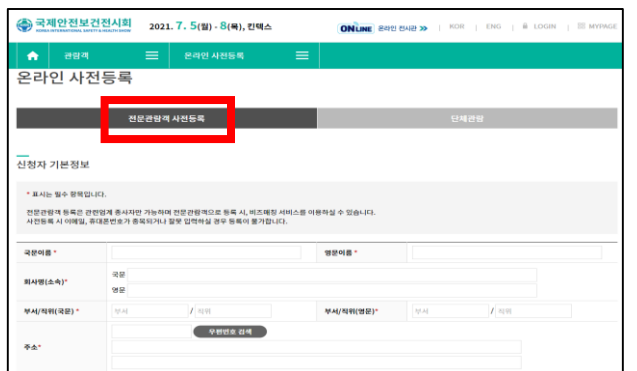 국제안전보건전시회
KOREA INTERNATIONAL SAFETY & HEALTH SHOW
2021. 7. 5(월) - 8(목), 킨텍스
ONLINE 온라인 전시관 >> | KOR | ENG | LOGIN | MYPAGE
관람객 온라인 사전등록
온라인 사전등록
전문관람객 사전등록 단체관람
신청자 기본정보
* 표시는 필수 항목입니다.
전문관람객 등록은 관련업계 종사자만 가능하며 전문관람객으로 등록 시, 비즈매칭 서비스를 이용하실 수 있습니다.
사전등록 시 이메일, 휴대폰번호가 중복되거나 잘못 입력하실 경우 등록이 불가합니다.
국문이름 * 영문이름 *
회사명(소속)* 국문
영문
부서/직위(국문) * 부서 / 직위 부서/직위(영문)* 부서 / 직위
우편번호 검색
주소*